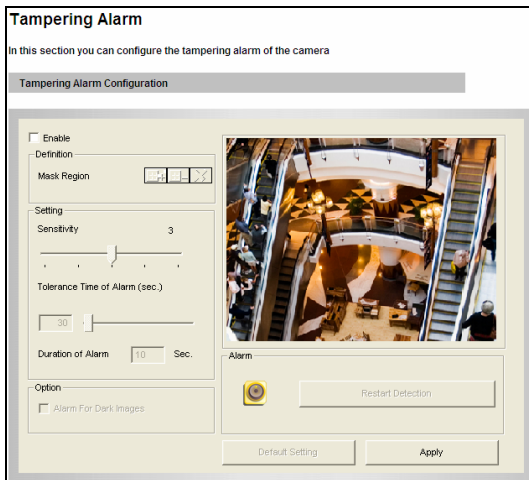 Tampering Alarm
In this section you can configure the tampering alarm of the camera
Tampering Alarm Configuration
Enable
Definition
Mask Region
Setting
Sensitivity 3
Tolerance Time of Alarm (sec.)
30
Duration of Alarm 10 Sec.
Option
Alarm For Dark Images
Alarm
Restart Detection
Default Setting
Apply